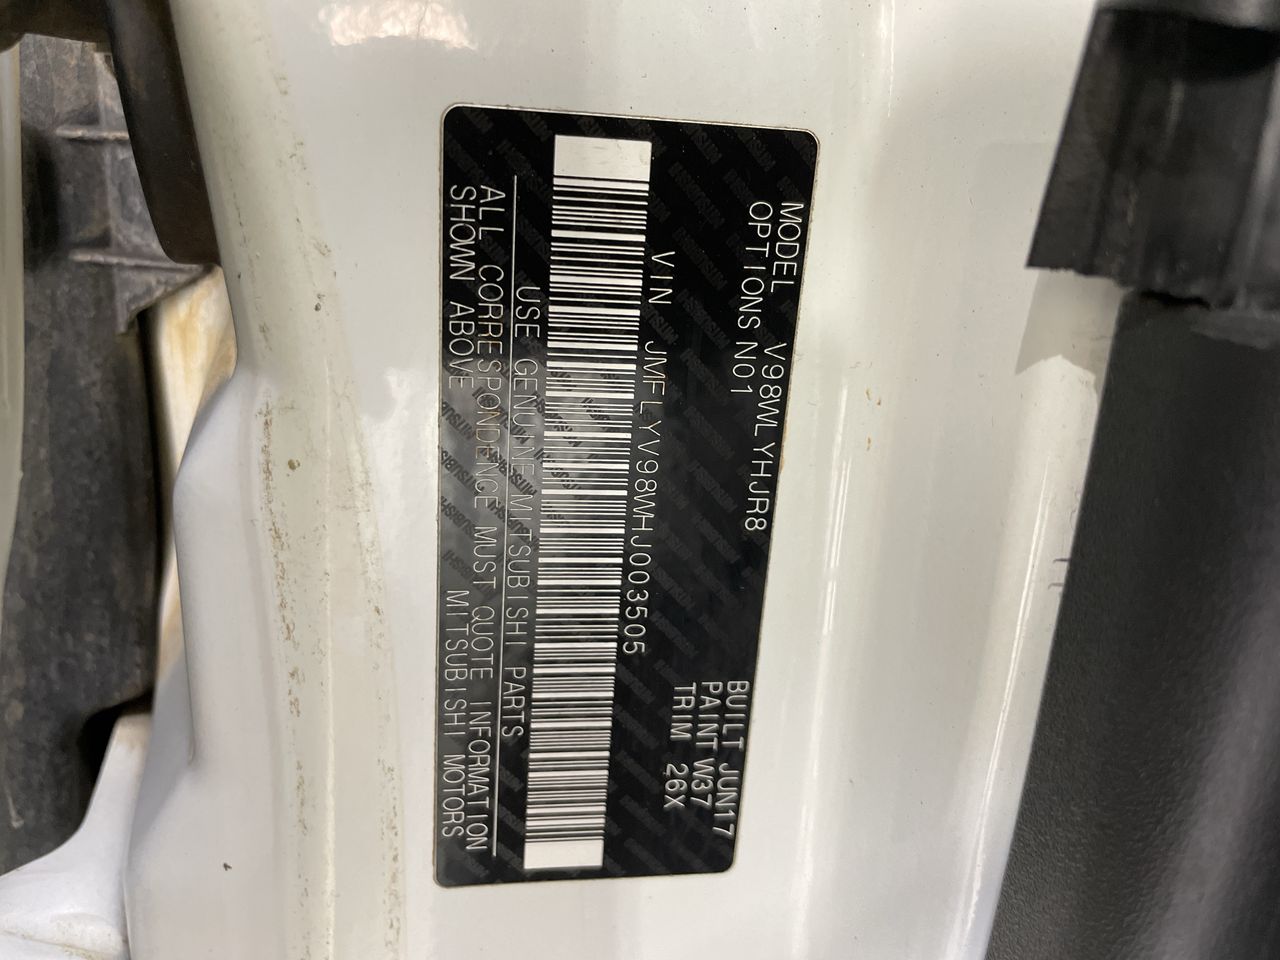 MODEL V98WLYHJR8
OPTIONS N01
BUILT JUN17
PAINT W37
TRIM 26X
VIN JMFLYV98WHJ003505
USE GENUINE MITSUBISHI PARTS
ALL CORRESPONDENCE MUST QUOTE INFORMATION
SHOWN ABOVE
MITSUBISHI MOTORS